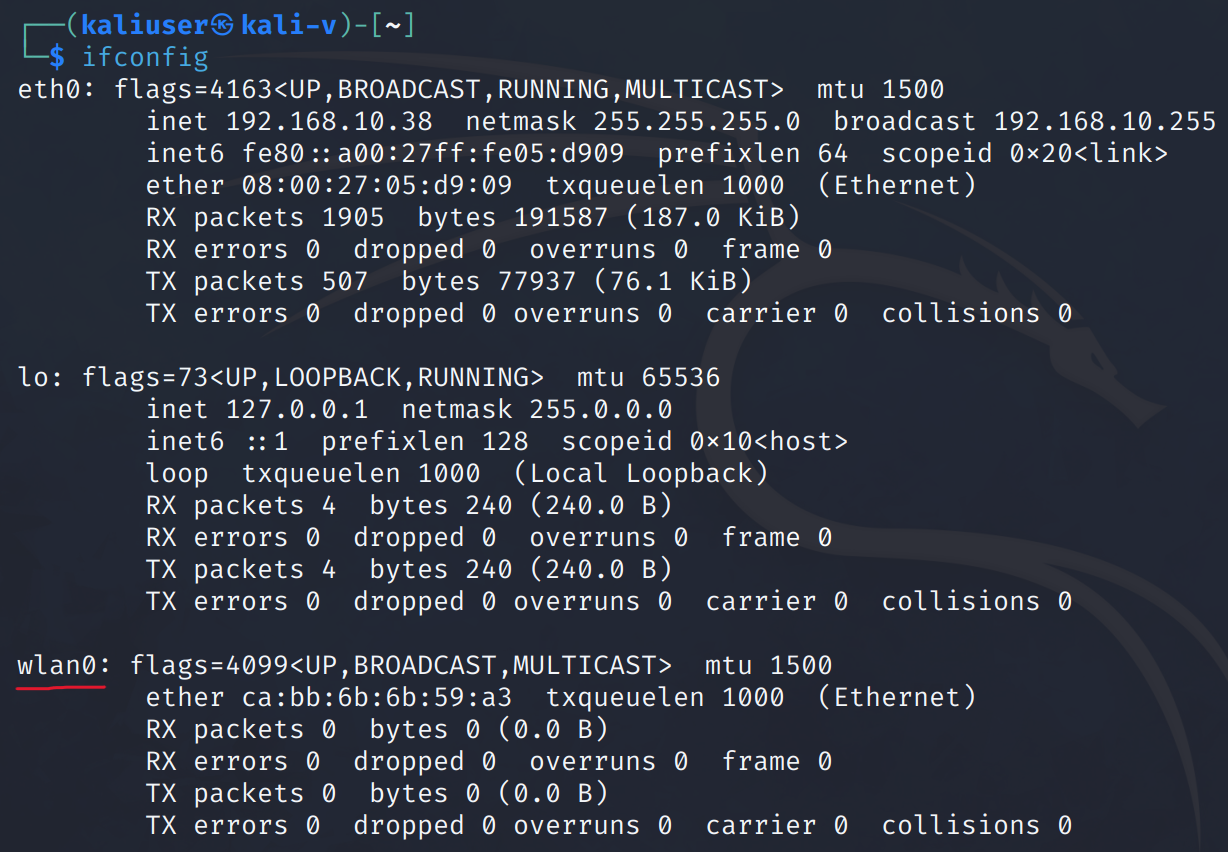 ┌──(kaliuser㉿kali-v)-[~]
└─$ ifconfig
eth0: flags=4163<UP,BROADCAST,RUNNING,MULTICAST>  mtu 1500
        inet 192.168.10.38  netmask 255.255.255.0  broadcast 192.168.10.255
        inet6 fe80::a00:27ff:fe05:d909  prefixlen 64  scopeid 0×20<link>
        ether 08:00:27:05:d9:09  txqueuelen 1000  (Ethernet)
        RX packets 1905  bytes 191587 (187.0 KiB)
        RX errors 0  dropped 0  overruns 0  frame 0
        TX packets 507  bytes 77937 (76.1 KiB)
        TX errors 0  dropped 0 overruns 0  carrier 0  collisions 0

lo: flags=73<UP,LOOPBACK,RUNNING>  mtu 65536
        inet 127.0.0.1  netmask 255.0.0.0
        inet6 ::1  prefixlen 128  scopeid 0×10<host>
        loop  txqueuelen 1000  (Local Loopback)
        RX packets 4  bytes 240 (240.0 B)
        RX errors 0  dropped 0  overruns 0  frame 0
        TX packets 4  bytes 240 (240.0 B)
        TX errors 0  dropped 0 overruns 0  carrier 0  collisions 0

wlan0: flags=4099<UP,BROADCAST,MULTICAST>  mtu 1500
        ether ca:bb:6b:6b:59:a3  txqueuelen 1000  (Ethernet)
        RX packets 0  bytes 0 (0.0 B)
        RX errors 0  dropped 0  overruns 0  frame 0
        TX packets 0  bytes 0 (0.0 B)
        TX errors 0  dropped 0 overruns 0  carrier 0  collisions 0